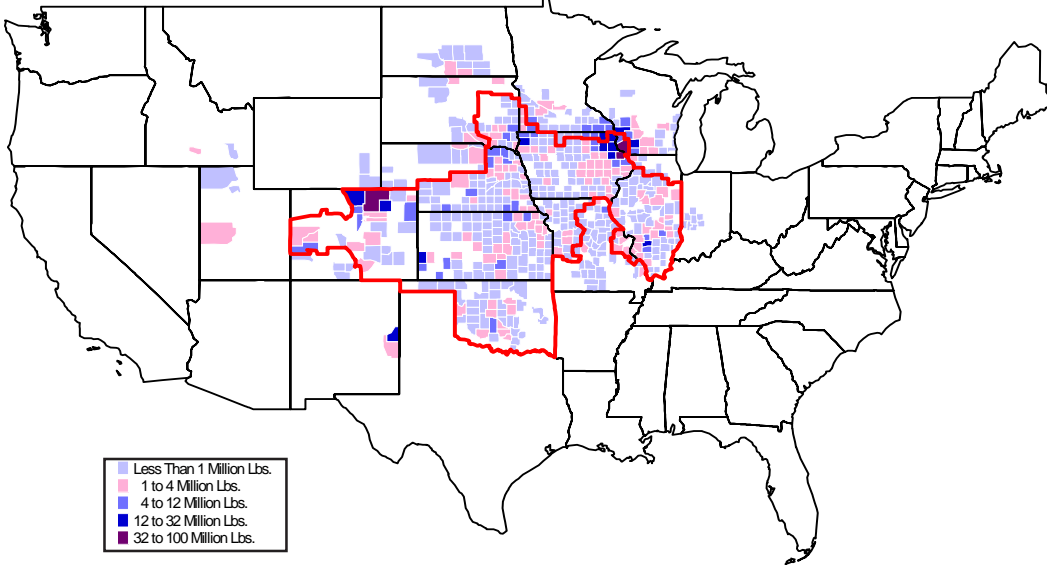 Less Than 1 Million Lbs.
1 to 4 Million Lbs.
4 to 12 Million Lbs.
12 to 32 Million Lbs.
32 to 100 Million Lbs.